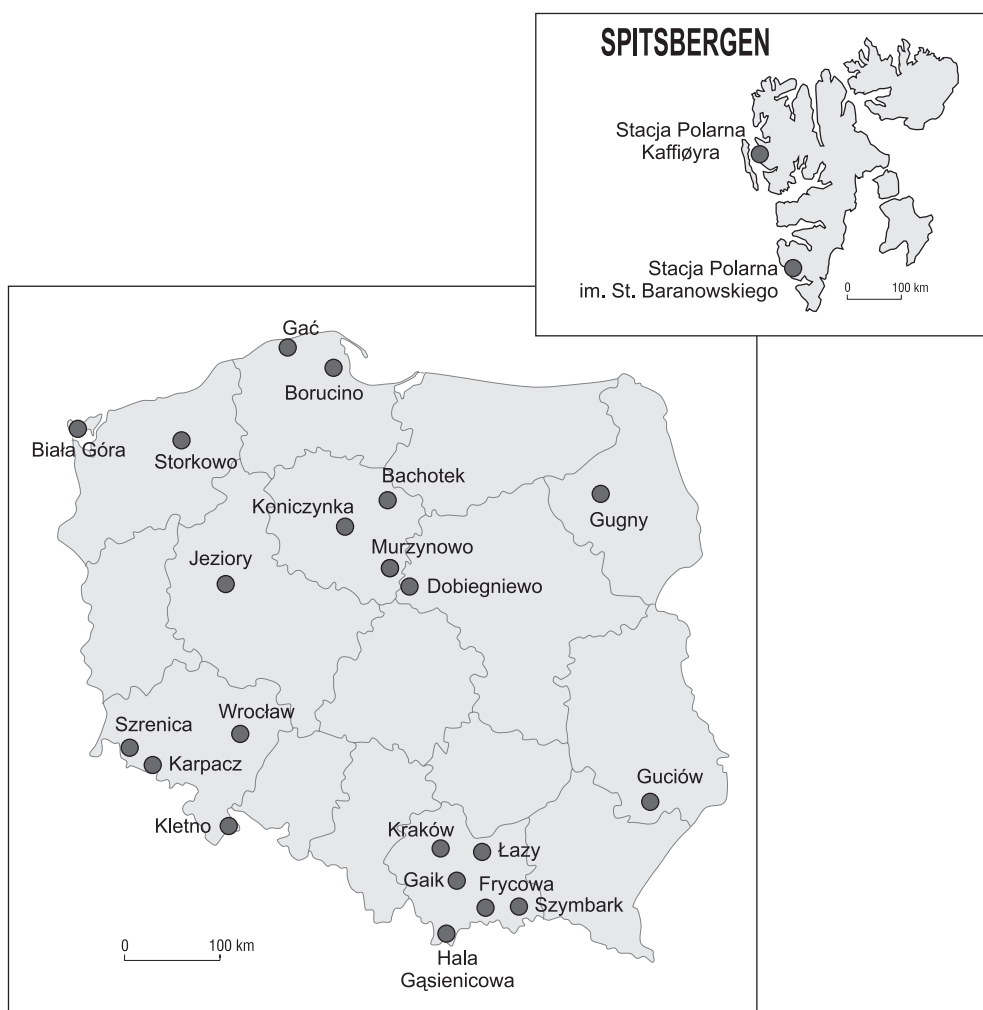 SPITSBERGEN
Stacja Polarna
Kaffiøyra
Stacja Polarna
im. St. Baranowskiego
0 100 km
Gać
Borucino
Biała Góra
Storkowo
Bachotek
Koniczynka
Gugny
Murzynowo
Jeziory
Dobiegniewo
Wrocław
Szrenica
Karpacz
Guciów
Kletno
Kraków
Łazy
Gaik
Frycowa
Szymbark
Hala
Gąsienicowa
0 100 km